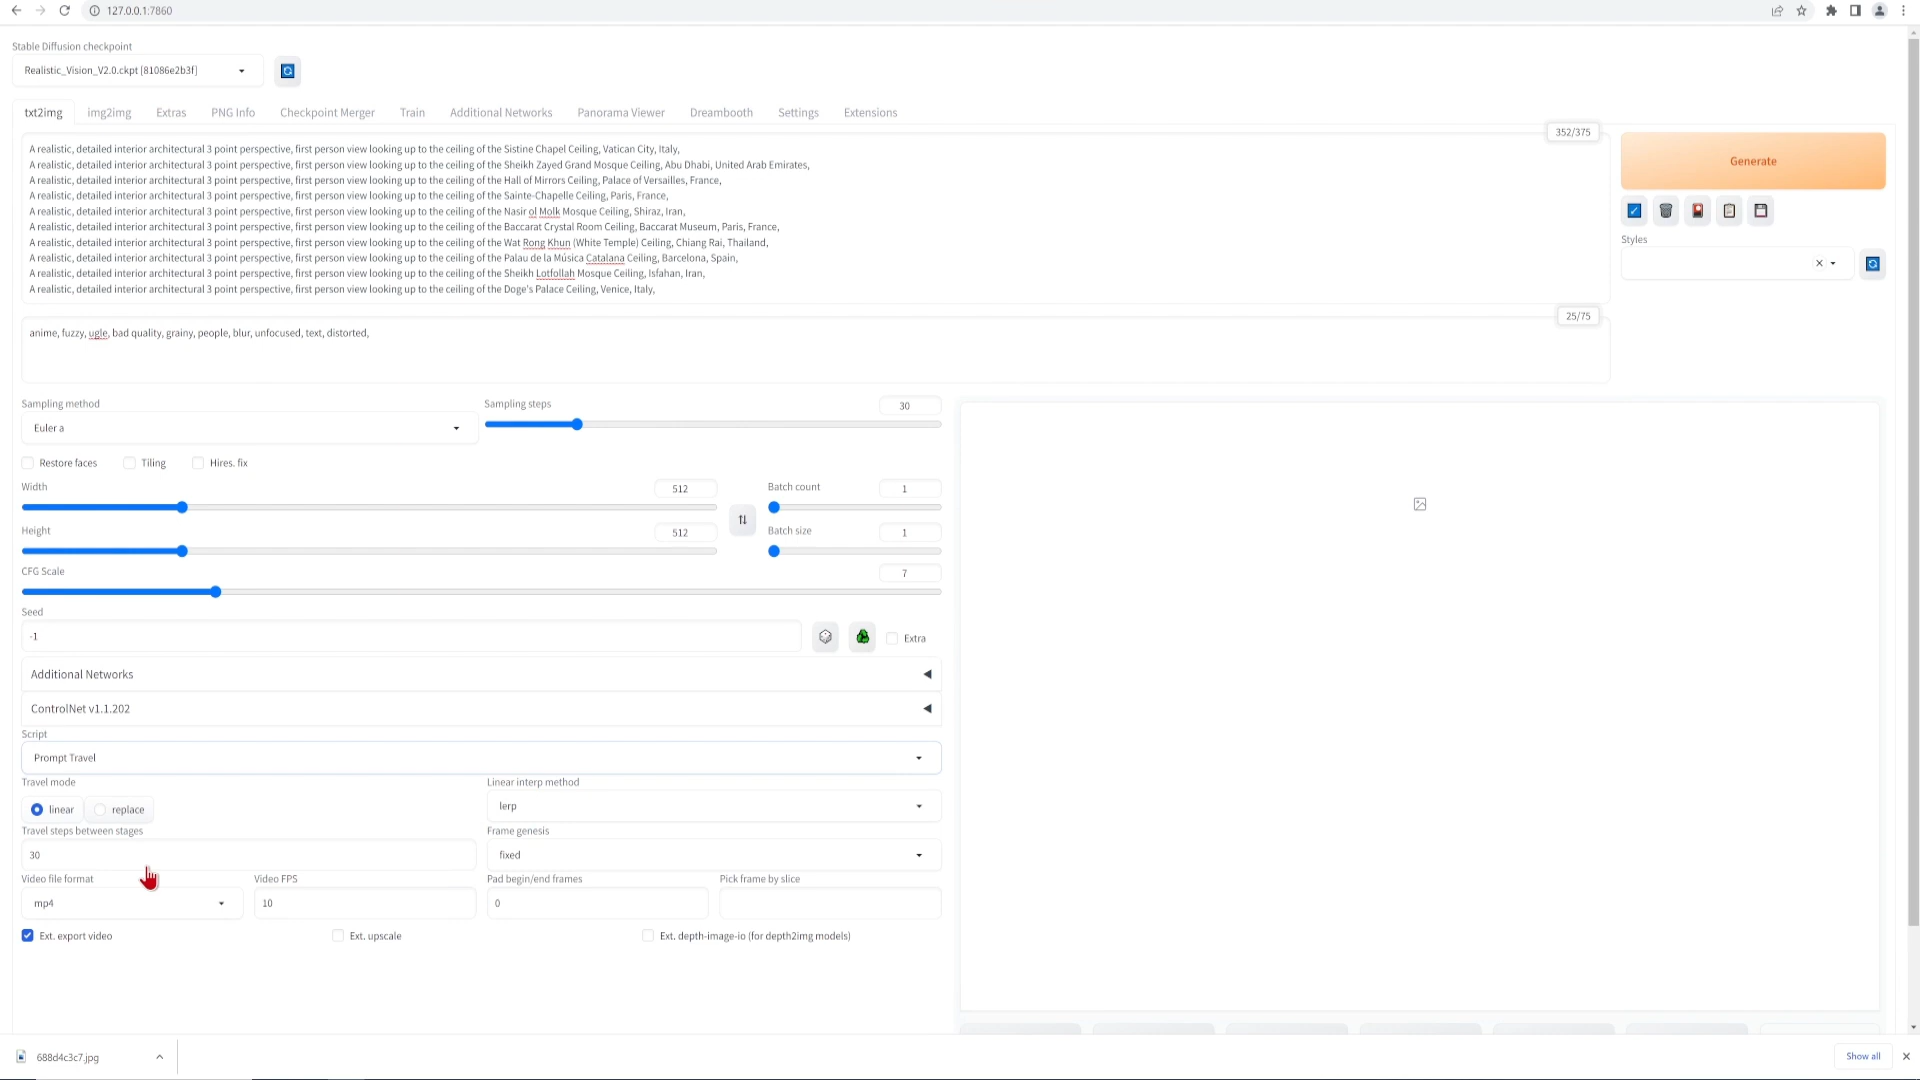 127.0.0.1:7860
Stable Diffusion checkpoint
Realistic_Vision_V2.0.ckpt [81086e2b3f]
txt2img img2img Extras PNG Info Checkpoint Merger Train Additional Networks Panorama Viewer Dreambooth Settings Extensions
352/375
A realistic, detailed interior architectural 3 point perspective, first person view looking up to the ceiling of the Sistine Chapel Ceiling, Vatican City, Italy,
A realistic, detailed interior architectural 3 point perspective, first person view looking up to the ceiling of the Sheikh Zayed Grand Mosque Ceiling, Abu Dhabi, United Arab Emirates,
A realistic, detailed interior architectural 3 point perspective, first person view looking up to the ceiling of the Hall of Mirrors Ceiling, Palace of Versailles, France,
A realistic, detailed interior architectural 3 point perspective, first person view looking up to the ceiling of the Sainte-Chapelle Ceiling, Paris, France,
A realistic, detailed interior architectural 3 point perspective, first person view looking up to the ceiling of the Nasir ol Molk Mosque Ceiling, Shiraz, Iran,
A realistic, detailed interior architectural 3 point perspective, first person view looking up to the ceiling of the Baccarat Crystal Room Ceiling, Baccarat Museum, Paris, France,
A realistic, detailed interior architectural 3 point perspective, first person view looking up to the ceiling of the Wat Rong Khun (White Temple) Ceiling, Chiang Rai, Thailand,
A realistic, detailed interior architectural 3 point perspective, first person view looking up to the ceiling of the Palau de la Música Catalana Ceiling, Barcelona, Spain,
A realistic, detailed interior architectural 3 point perspective, first person view looking up to the ceiling of the Sheikh Lotfollah Mosque Ceiling, Isfahan, Iran,
A realistic, detailed interior architectural 3 point perspective, first person view looking up to the ceiling of the Doge's Palace Ceiling, Venice, Italy,
Generate
Styles
25/75
anime, fuzzy, ugle, bad quality, grainy, people, blur, unfocused, text, distorted,
Sampling method
Euler a
Sampling steps
30
Restore faces Tiling Hires. fix
Width
512
Height
512
Batch count
1
Batch size
1
CFG Scale
7
Seed
-1
Extra
Additional Networks
ControlNet v1.1.202
Script
Prompt Travel
Travel mode
linear replace
Linear interp method
lerp
Travel steps between stages
30
Frame genesis
fixed
Video file format
mp4
Video FPS
10
Pad begin/end frames
0
Pick frame by slice
Ext. export video
Ext. upscale
Ext. depth-image-io (for depth2img models)
688d4c3c7.jpg
Show all